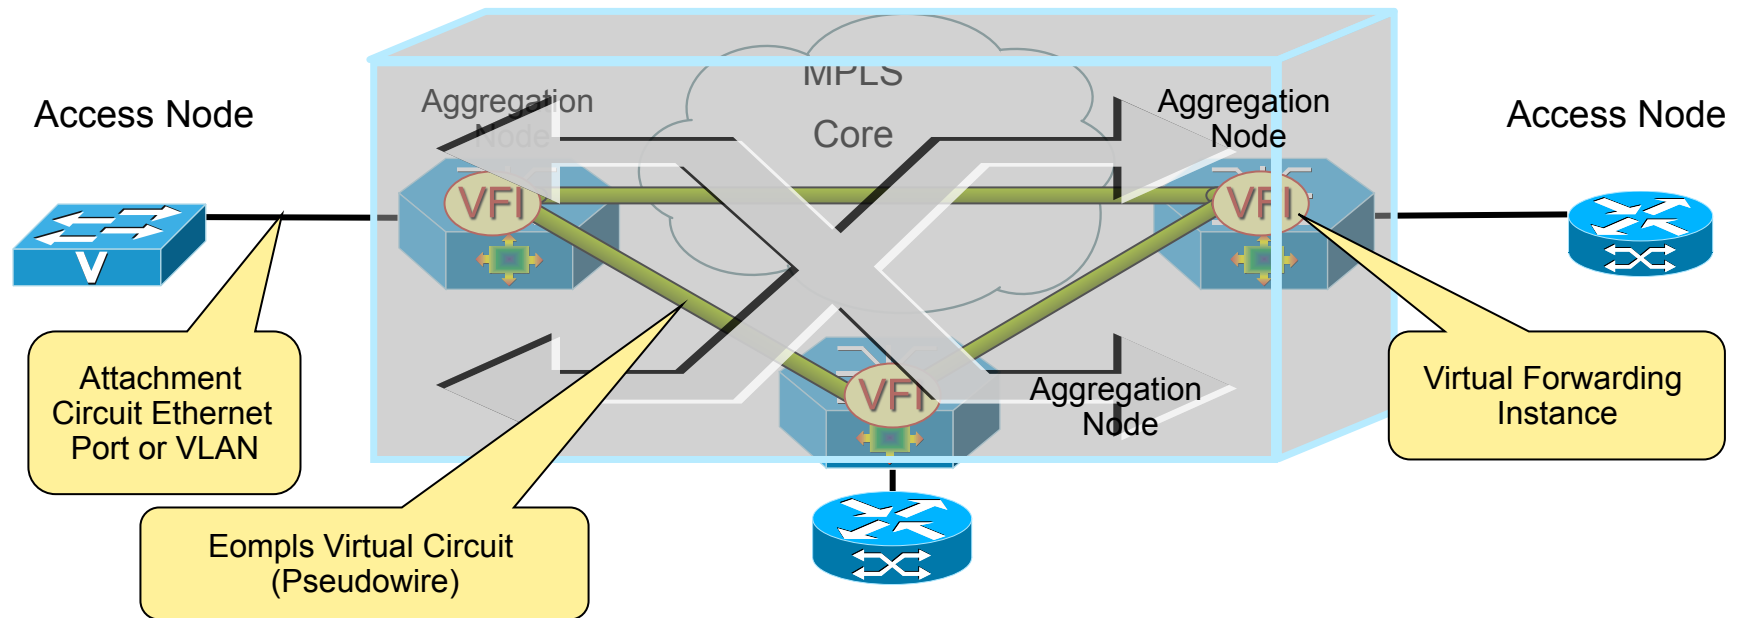 MPLS
Core
Access Node
Aggregation
Node
Aggregation
Node
Access Node
VFI
VFI
V
Attachment
Circuit Ethernet
Port or VLAN
VFI
Aggregation
Node
Virtual Forwarding
Instance
Eompls Virtual Circuit
(Pseudowire)